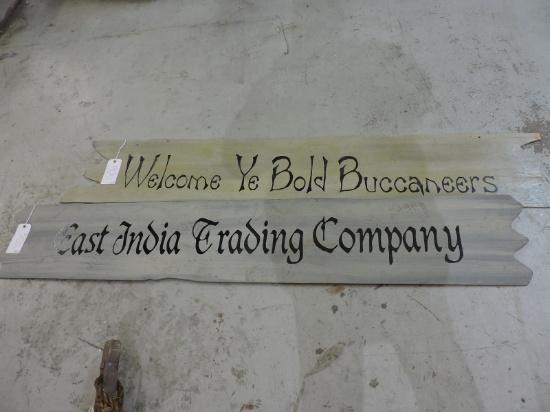 Welcome Ye Bold Buccaneers
East India Trading Company